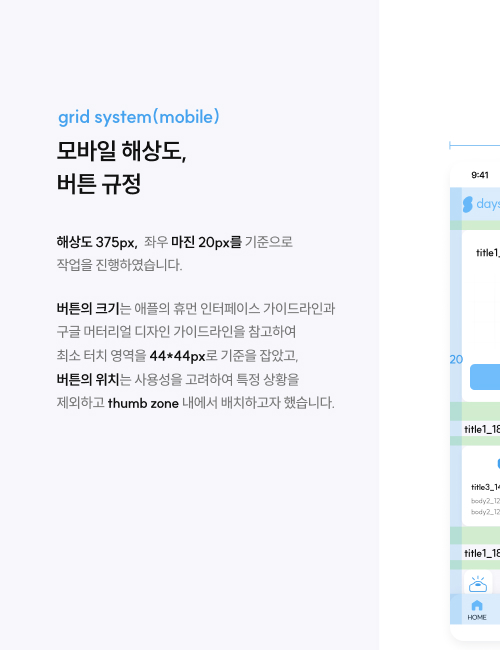 grid system(mobile)
모바일 해상도,
버튼 규정
해상도 375px, 좌우 마진 20px를 기준으로
작업을 진행하였습니다.
버튼의 크기는 애플의 휴먼 인터페이스 가이드라인과
구글 머터리얼 디자인 가이드라인을 참고하여
최소 터치 영역을 44*44px로 기준을 잡았고,
버튼의 위치는 사용성을 고려하여 특정 상황을
제외하고 thumb zone 내에서 배치하고자 했습니다.
9:41
days
title1_
20
title1_18
title3_14
body2_12
body2_12
title1_18
HOME